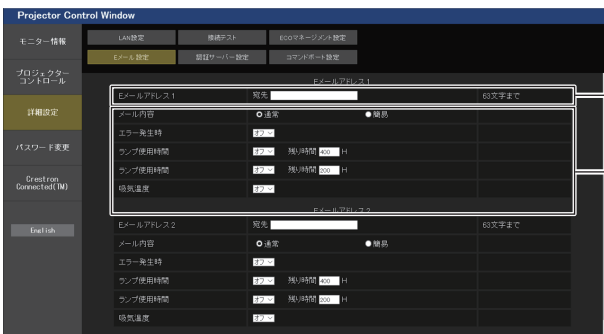 Projector Control Window
モニター情報
プロジェクター
コントロール
詳細設定
パスワード変更
Crestron
Connected(TM)
English
LAN設定 接続テスト ECOマネージメント設定
Eメール設定 認証サーバー設定 コマンドポート設定
Eメールアドレス1
Eメールアドレス1 宛先 63文字まで
メール内容 通常 簡易
エラー発生時 オフ
ランプ使用時間 オフ 残り時間 400 H
ランプ使用時間 オフ 残り時間 200 H
吸気温度 オフ
Eメールアドレス2
Eメールアドレス2 宛先 63文字まで
メール内容 通常 簡易
エラー発生時 オフ
ランプ使用時間 オフ 残り時間 400 H
ランプ使用時間 オフ 残り時間 200 H
吸気温度 オフ